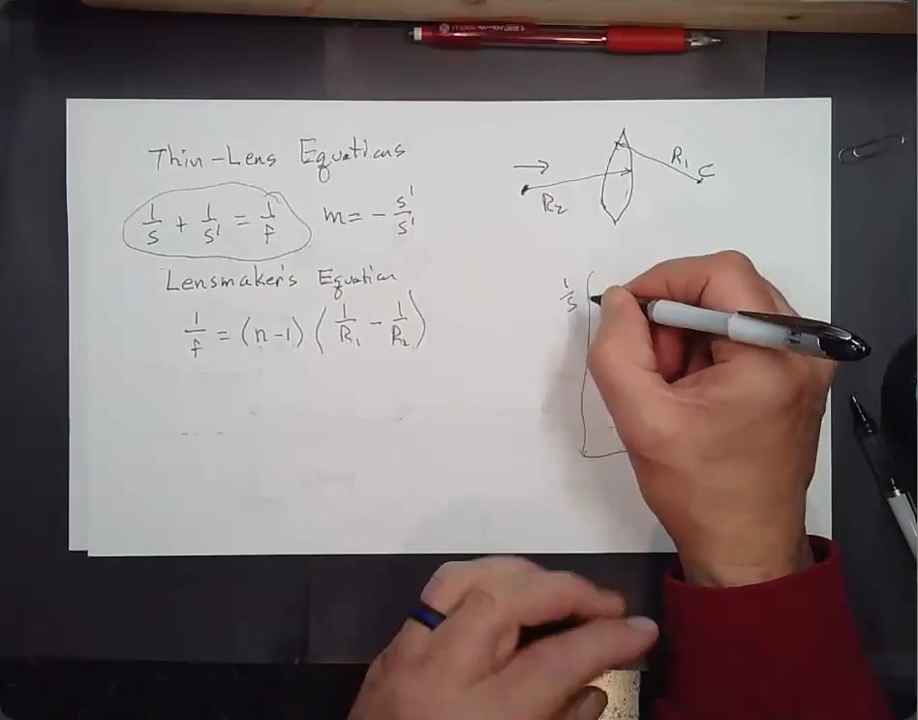 Thin-Lens Equations
1/s + 1/s' = 1/f m = - s'/s'
Lensmaker's Equation
1/f = (n-1) (1/R₁ - 1/R₂)
→ R₁ C
R₂
1/s